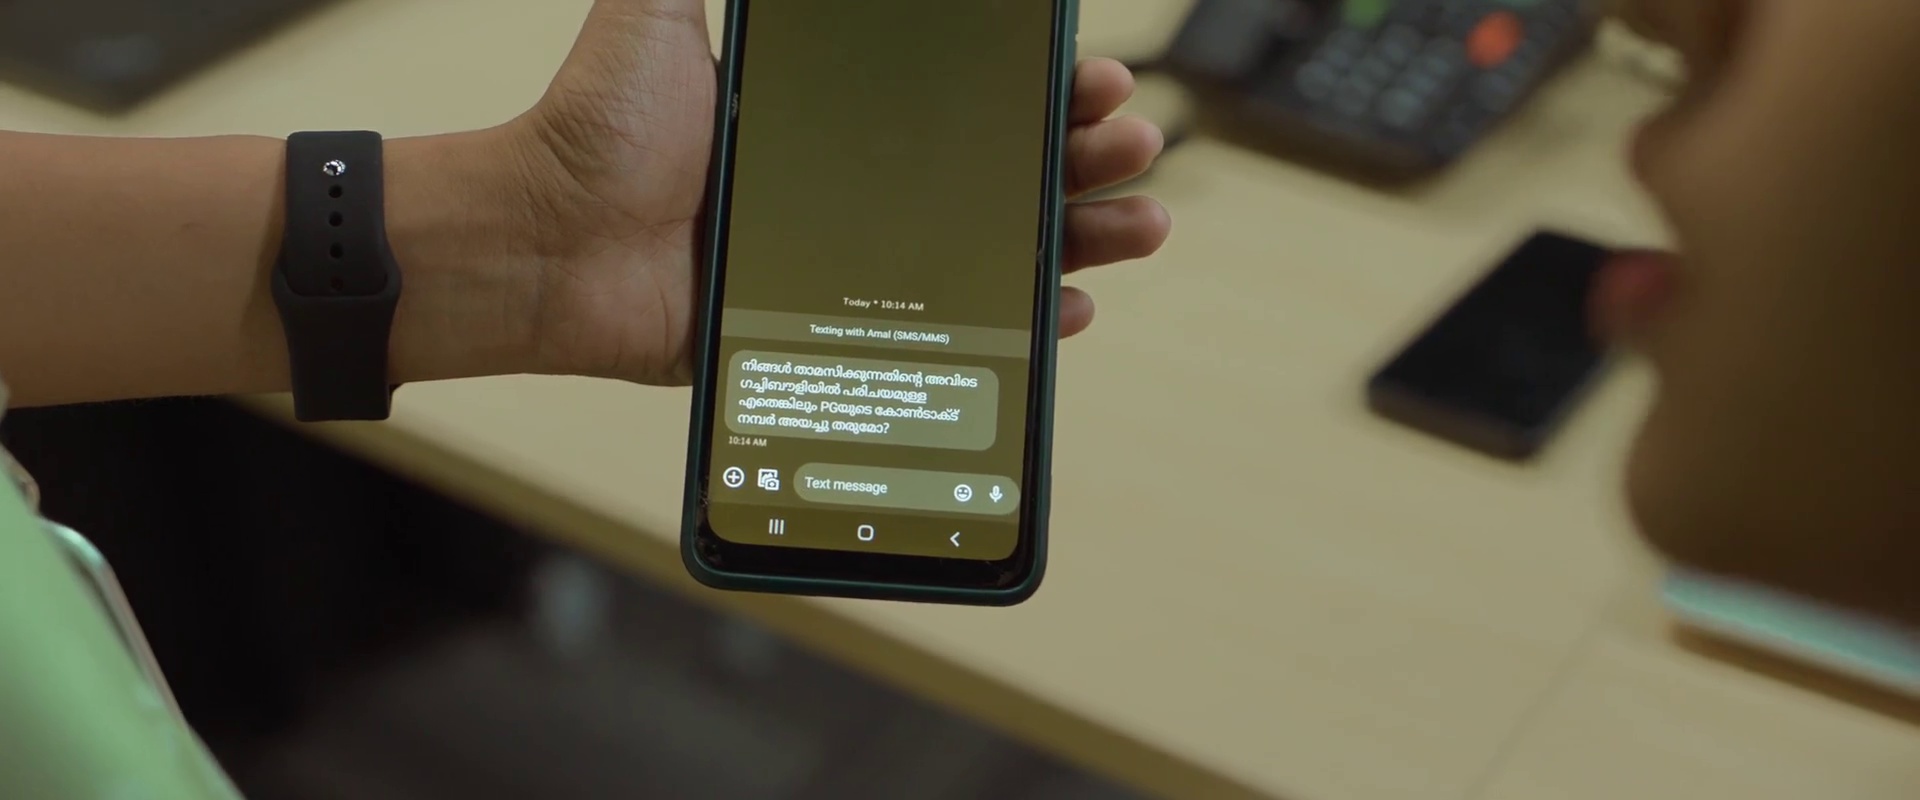 Today * 10:14 AM
Texting with Amal (SMS/MMS)
നിങ്ങൾ താമസിക്കുന്നതിന്റെ അവിടെ
ഗച്ചിബൗളിയിൽ പരിചയമുള്ള
എതെങ്കിലും PGയുടെ കോൺടാക്ട്
നമ്പർ അയച്ചു തരുമോ?
10:14 AM
Text message